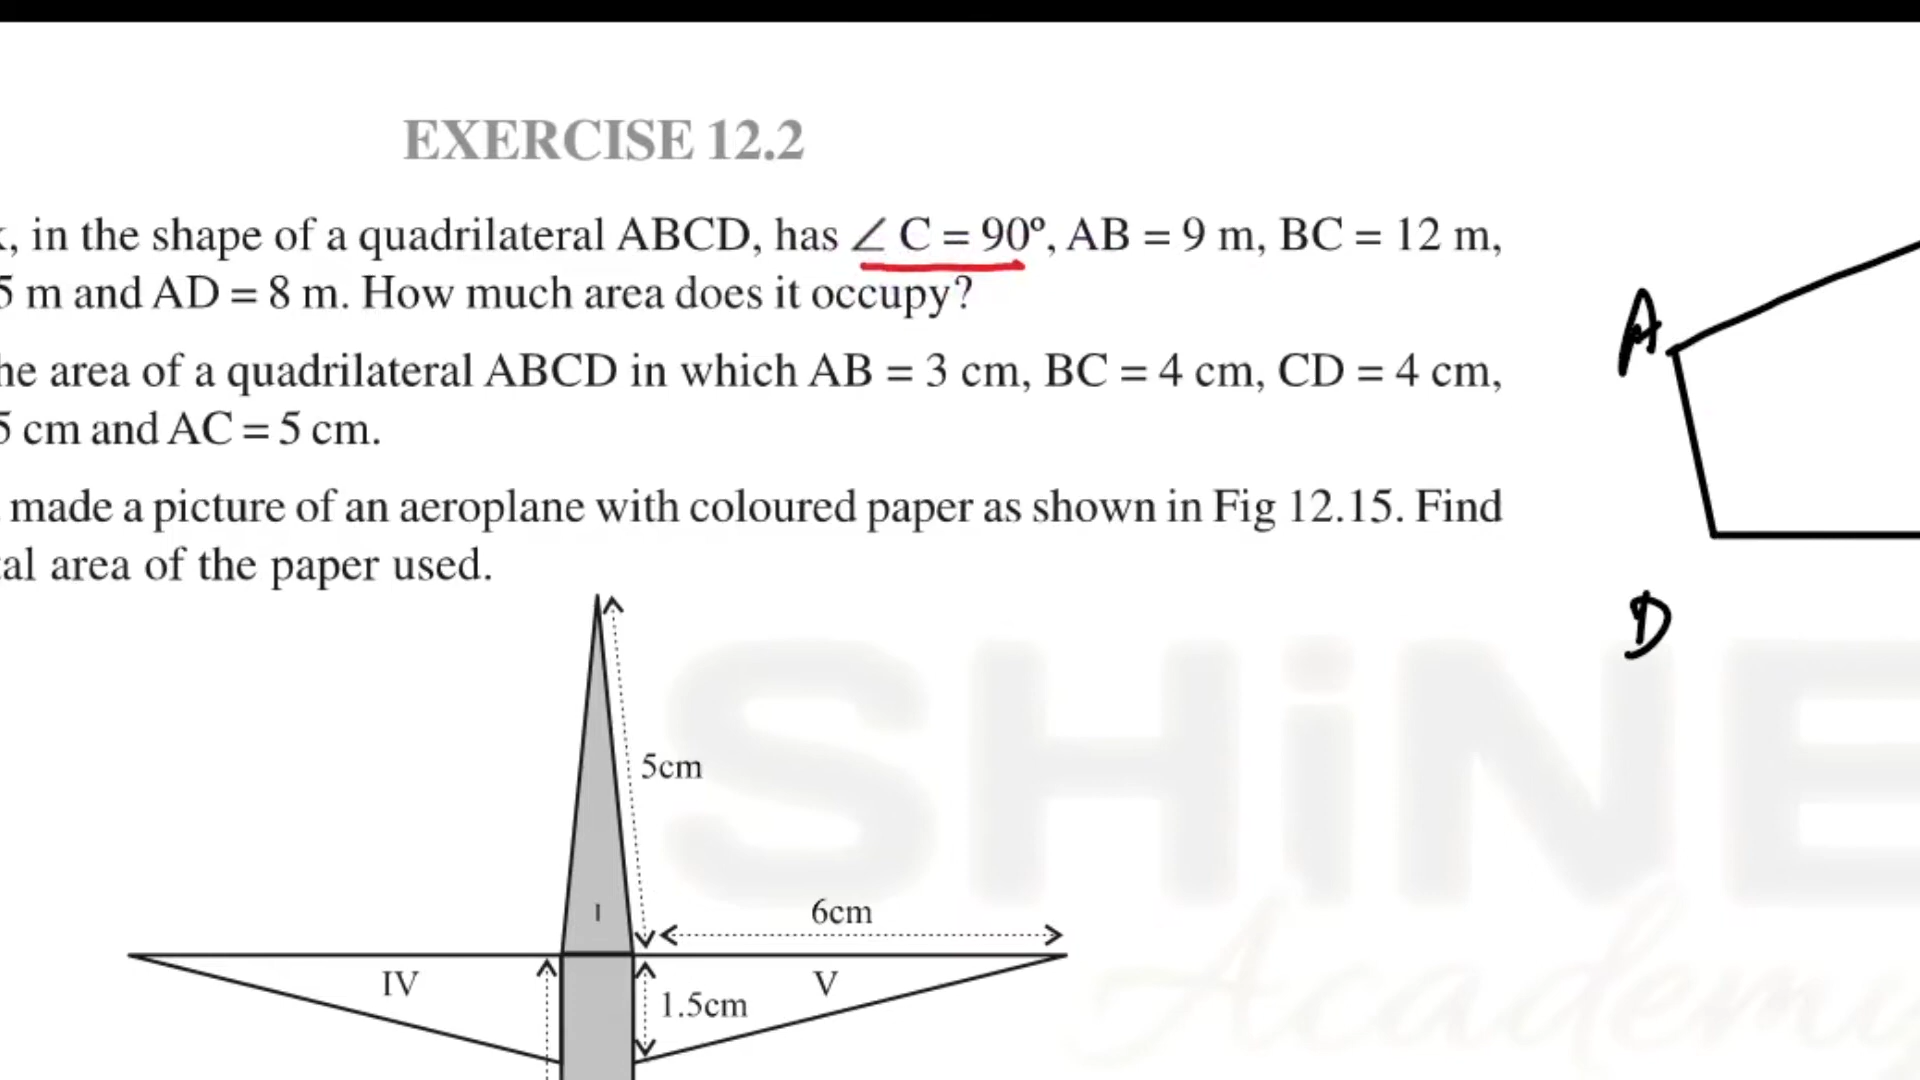 EXERCISE 12.2
, in the shape of a quadrilateral ABCD, has ∠ C = 90º, AB = 9 m, BC = 12 m,
5 m and AD = 8 m. How much area does it occupy?
he area of a quadrilateral ABCD in which AB = 3 cm, BC = 4 cm, CD = 4 cm,
5 cm and AC = 5 cm.
made a picture of an aeroplane with coloured paper as shown in Fig 12.15. Find
al area of the paper used.
A
D
5cm
I
6cm
IV
V
1.5cm
SHiNE
Academy